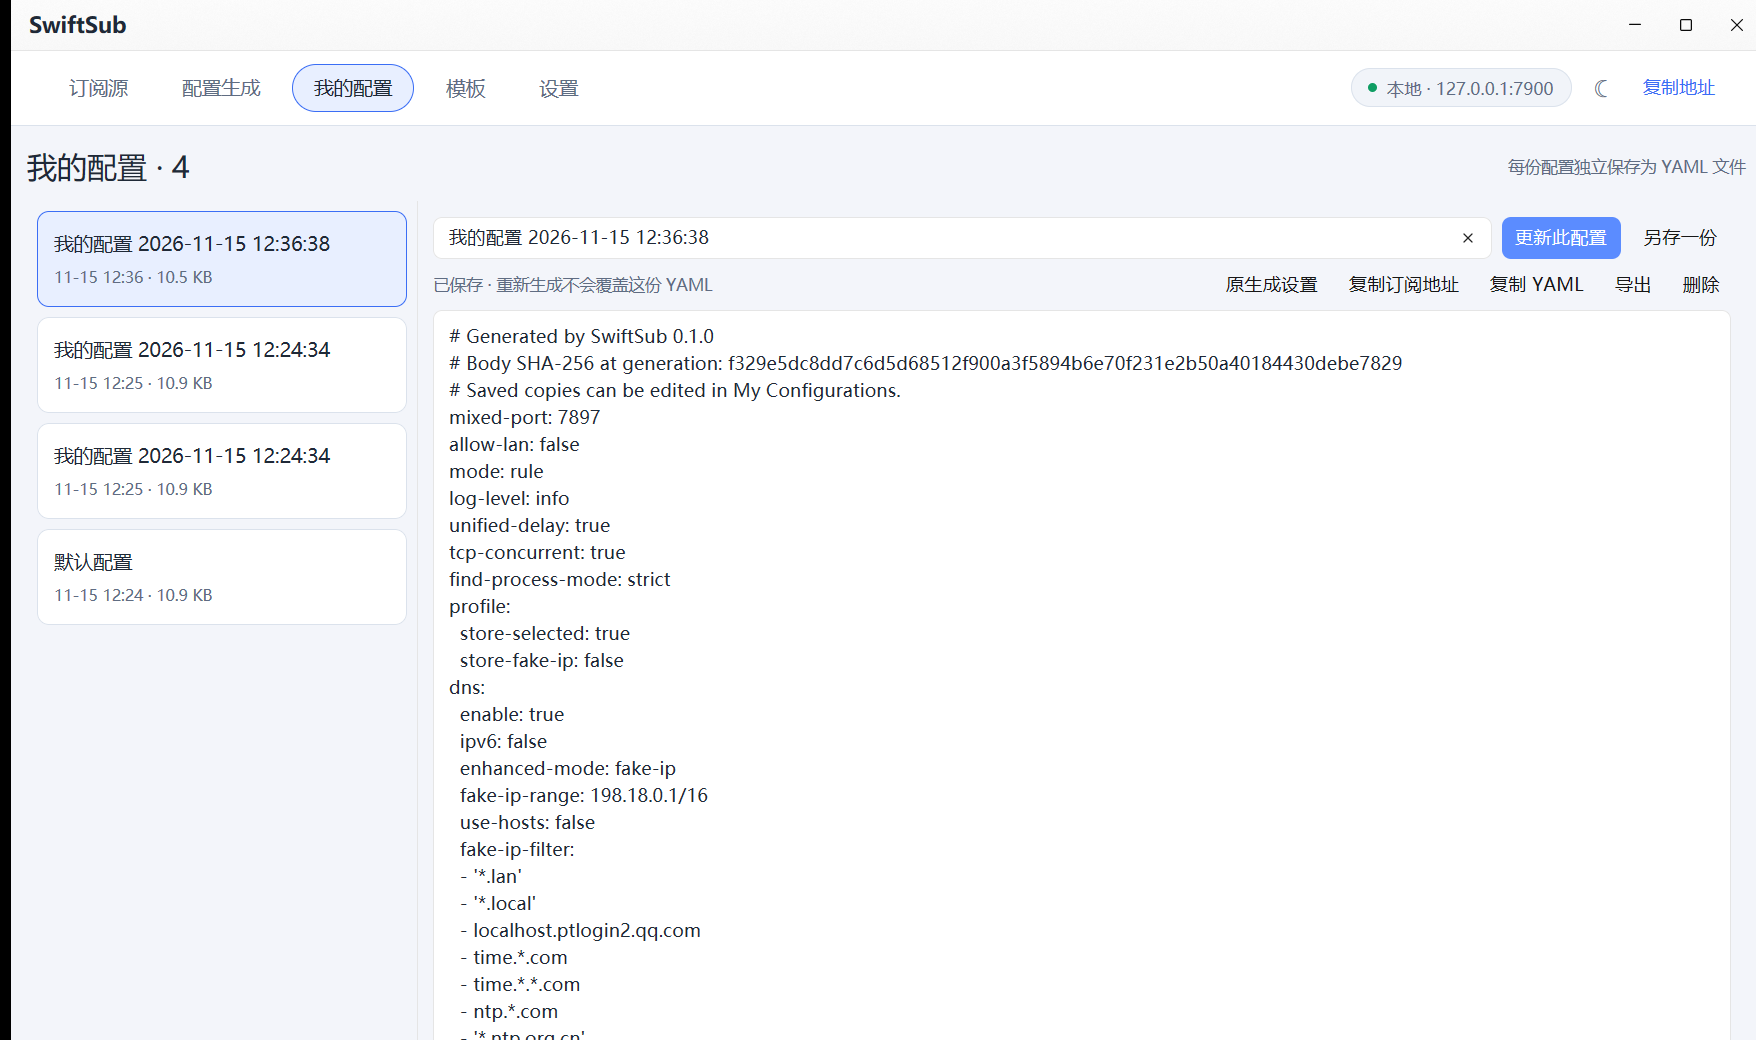 SwiftSub
订阅源 配置生成 我的配置 模板 设置 本地 · 127.0.0.1:7900 复制地址
我的配置 · 4
每份配置独立保存为 YAML 文件
我的配置 2026-11-15 12:36:38
11-15 12:36 · 10.5 KB
我的配置 2026-11-15 12:24:34
11-15 12:25 · 10.9 KB
我的配置 2026-11-15 12:24:34
11-15 12:25 · 10.9 KB
默认配置
11-15 12:24 · 10.9 KB
我的配置 2026-11-15 12:36:38 更新此配置 另存一份
已保存 · 重新生成不会覆盖这份 YAML 原生成设置 复制订阅地址 复制 YAML 导出 删除
# Generated by SwiftSub 0.1.0
# Body SHA-256 at generation: f329e5dc8dd7c6d5d68512f900a3f5894b6e70f231e2b50a40184430debe7829
# Saved copies can be edited in My Configurations.
mixed-port: 7897
allow-lan: false
mode: rule
log-level: info
unified-delay: true
tcp-concurrent: true
find-process-mode: strict
profile:
  store-selected: true
  store-fake-ip: false
dns:
  enable: true
  ipv6: false
  enhanced-mode: fake-ip
  fake-ip-range: 198.18.0.1/16
  use-hosts: false
  fake-ip-filter:
  - '*.lan'
  - '*.local'
  - localhost.ptlogin2.qq.com
  - time.*.com
  - time.*.*.com
  - ntp.*.com
  - '*.ntp.org.cn'